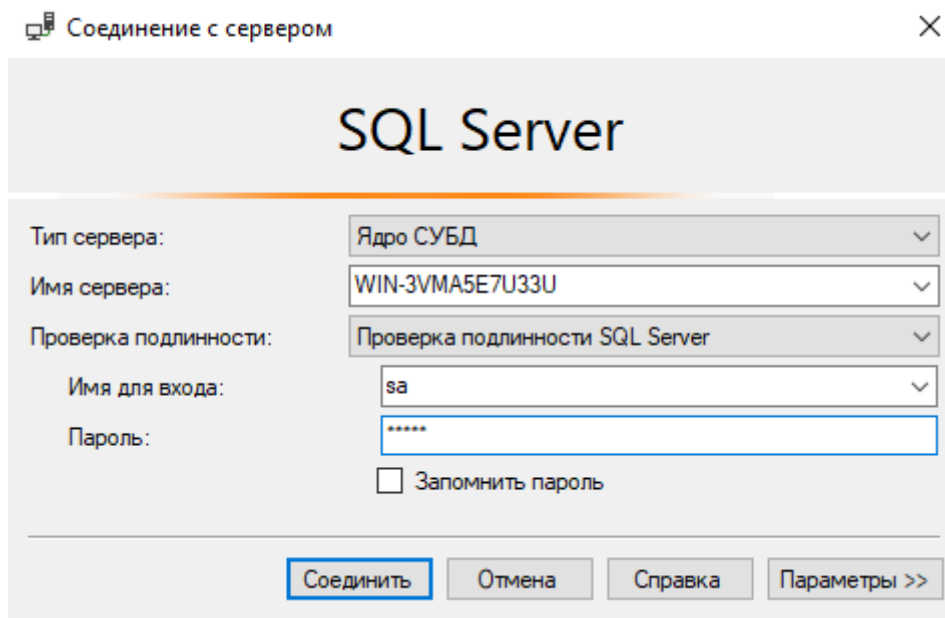 Соединение с сервером
SQL Server
Тип сервера: Ядро СУБД
Имя сервера: WIN-3VMA5E7U33U
Проверка подлинности: Проверка подлинности SQL Server
Имя для входа: sa
Пароль: *****
Запомнить пароль
Соединить Отмена Справка Параметры >>